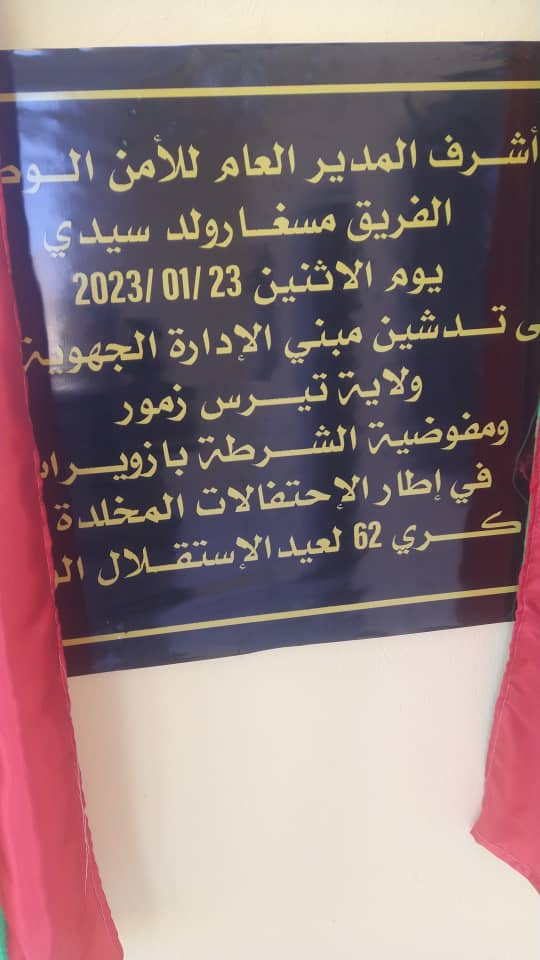 أشرف المدير العام للأمن
الفريق مسغارولد سيدي
يوم الاثنين 2023/01/23
تدشين مبني الإدارة الجهوية
ولاية تيرس زمور
ومفوضية الشرطة بازويرات
في إطار الإحتفالات المخلدة
62 لعيد الإستقلال